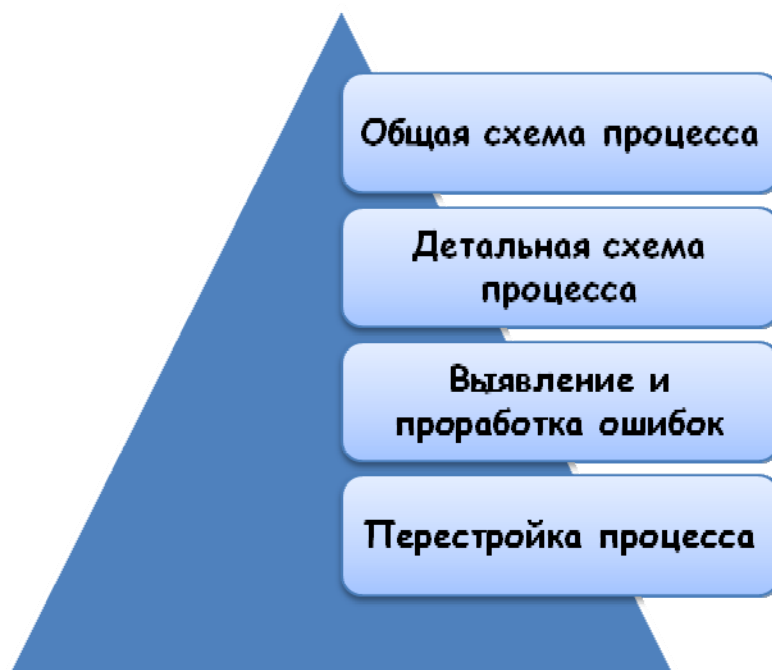 Общая схема процесса
Детальная схема
процесса
Выявление и
проработка ошибок
Перестройка процесса